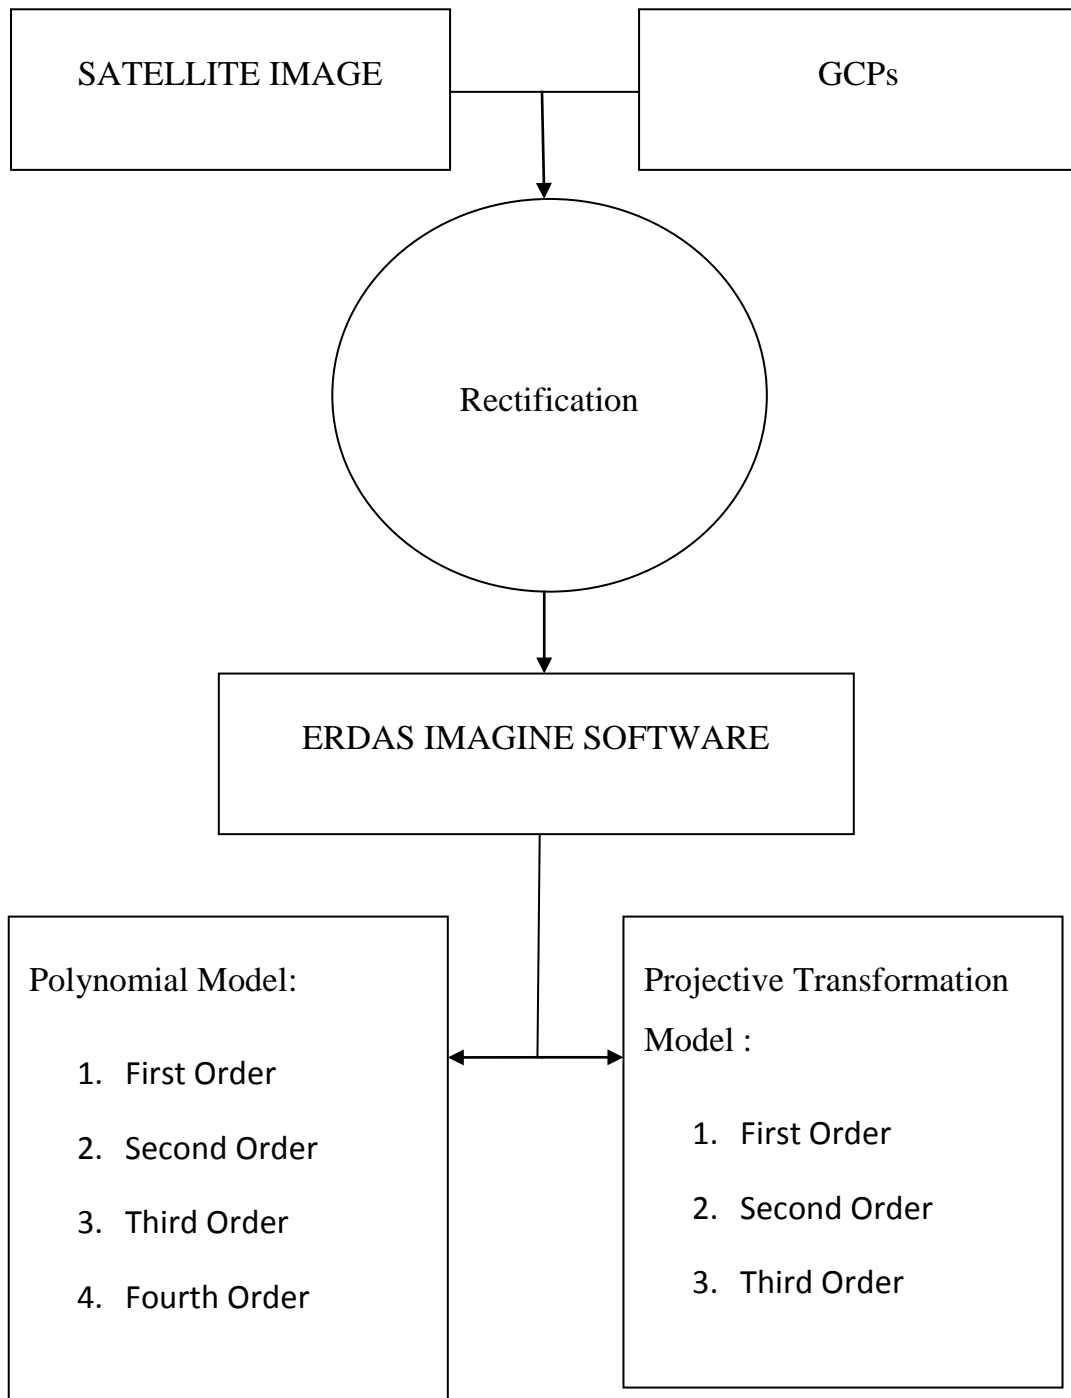 SATELLITE IMAGE
GCPs
Rectification
ERDAS IMAGINE SOFTWARE
Polynomial Model:
1. First Order
2. Second Order
3. Third Order
4. Fourth Order
Projective Transformation
Model :
1. First Order
2. Second Order
3. Third Order